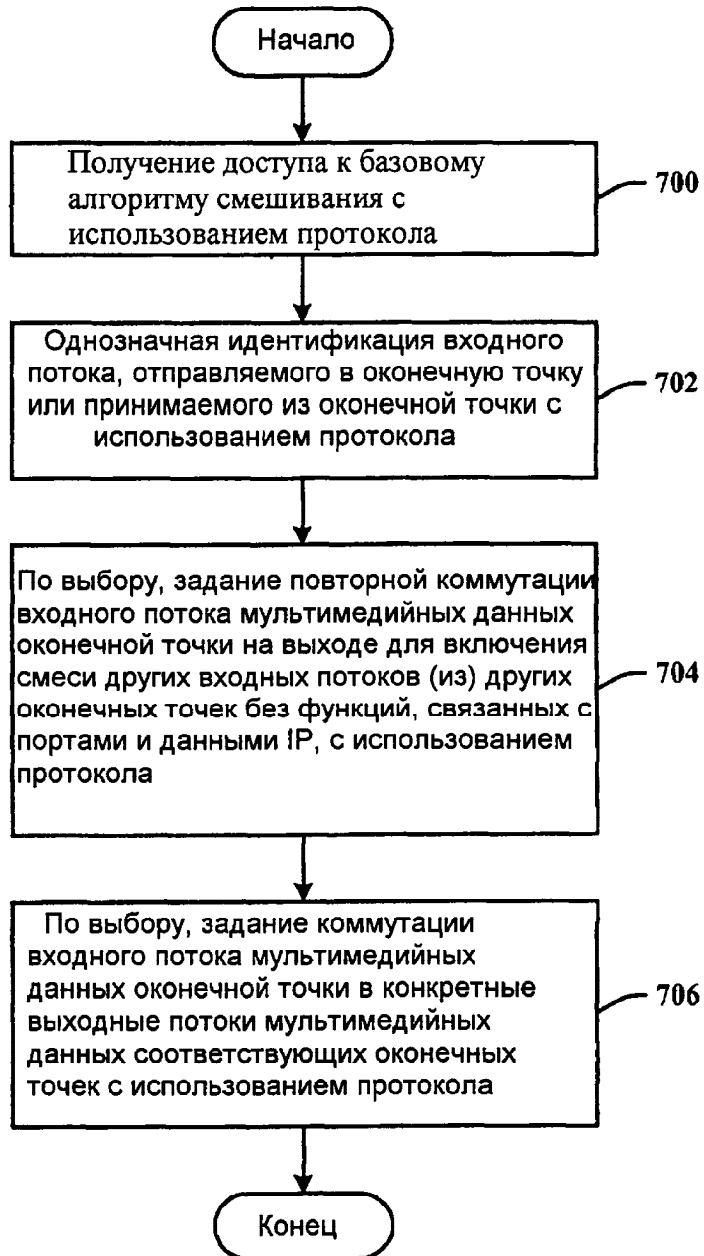 Начало
Получение доступа к базовому
алгоритму смешивания с
использованием протокола
700
Однозначная идентификация входного
потока, отправляемого в оконечную точку
или принимаемого из оконечной точки с
использованием протокола
702
По выбору, задание повторной коммутации
входного потока мультимедийных данных
оконечной точки на выходе для включения
смеси других входных потоков (из) других
оконечных точек без функций, связанных с
портами и данными IP, с использованием
протокола
704
По выбору, задание коммутации
входного потока мультимедийных
данных оконечной точки в конкретные
выходные потоки мультимедийных
данных соответствующих оконечных
точек с использованием протокола
706
Конец